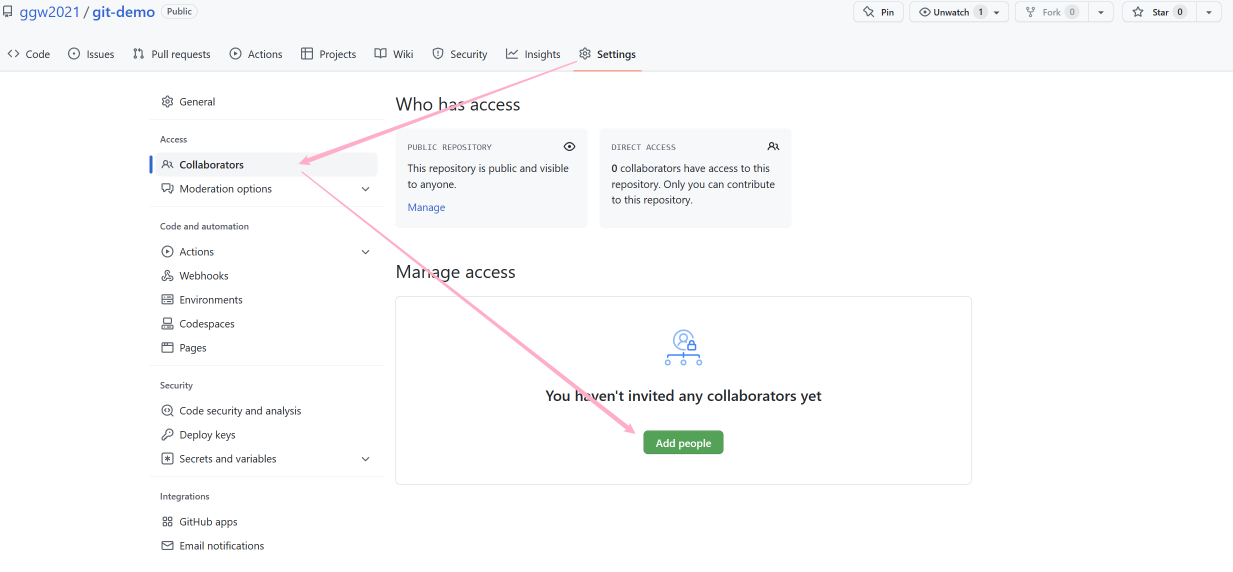 ggw2021 / git-demo Public
Pin Unwatch 1 Fork 0 Star 0
Code Issues Pull requests Actions Projects Wiki Security Insights Settings
General
Access
Collaborators
Moderation options
Code and automation
Actions
Webhooks
Environments
Codespaces
Pages
Security
Code security and analysis
Deploy keys
Secrets and variables
Integrations
GitHub apps
Email notifications
Who has access
PUBLIC REPOSITORY
This repository is public and visible
to anyone.
Manage
DIRECT ACCESS
0 collaborators have access to this
repository. Only you can contribute
to this repository.
Manage access
You haven't invited any collaborators yet
Add people